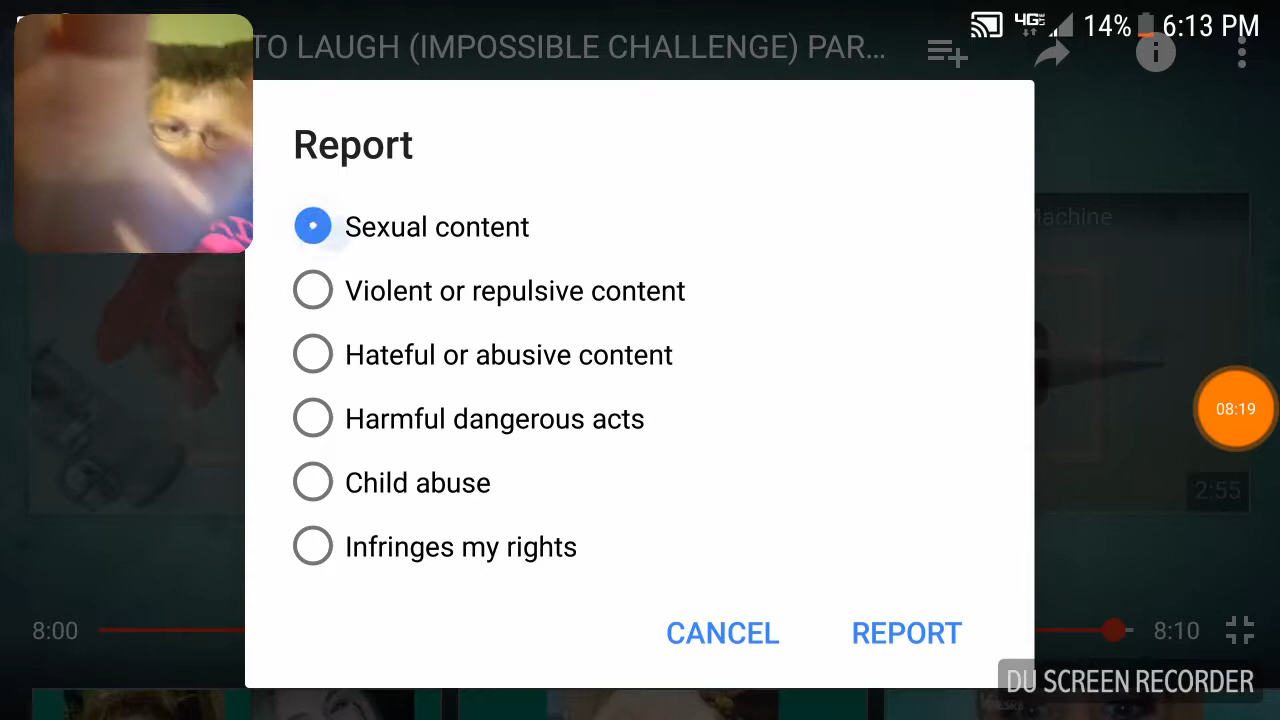 4G LTE 14% 6:13 PM
TO LAUGH (IMPOSSIBLE CHALLENGE) PAR...
Report
Machine
Sexual content
Violent or repulsive content
Hateful or abusive content
Harmful dangerous acts
08:19
Child abuse
2:55
Infringes my rights
CANCEL REPORT
8:00 8:10
DU SCREEN RECORDER